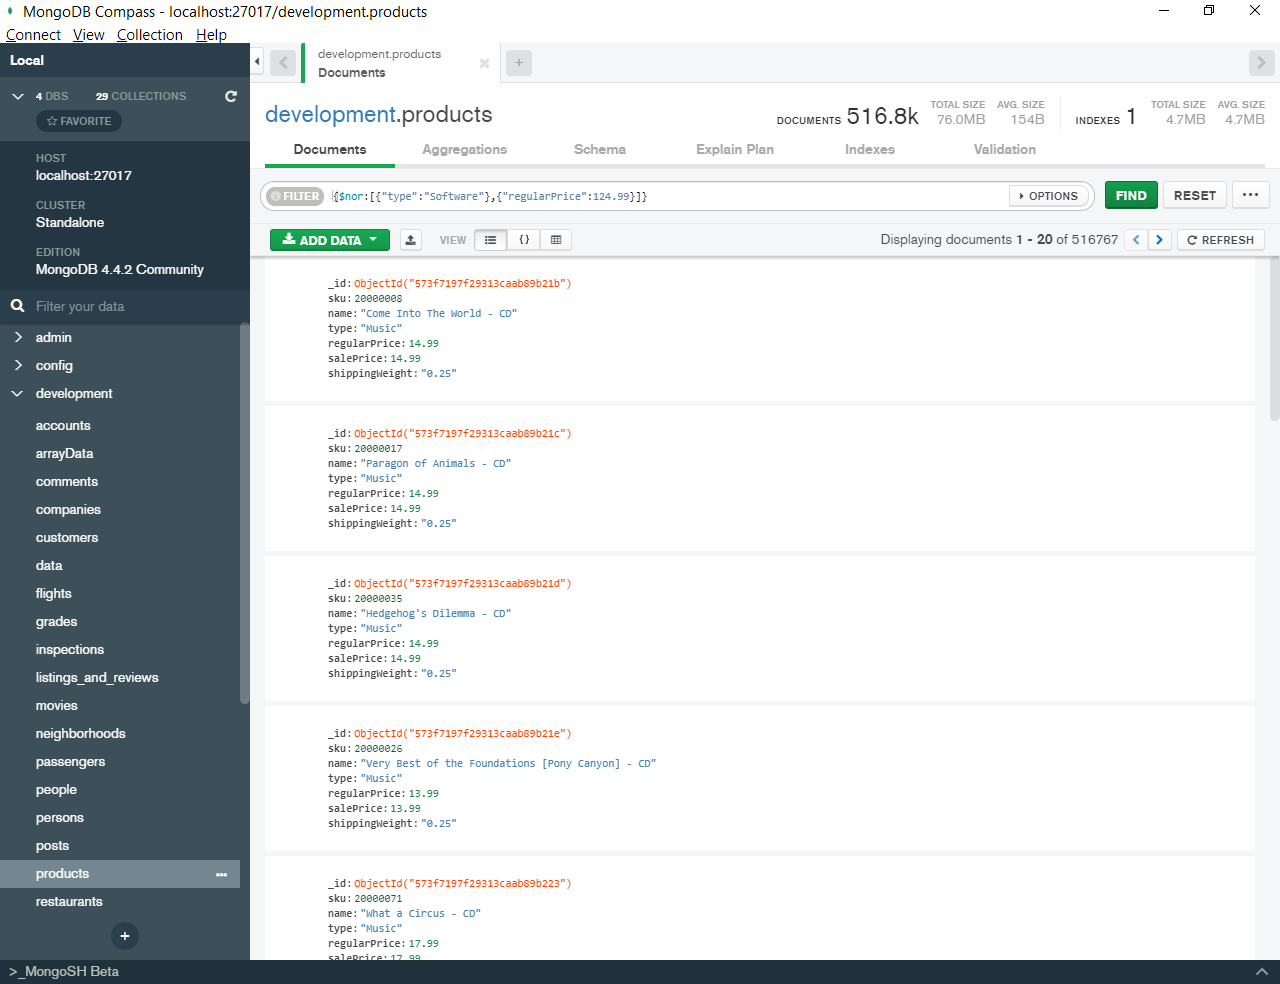 MongoDB Compass - localhost:27017/development.products
Connect View Collection Help
Local
4 DBS 29 COLLECTIONS
FAVORITE
HOST
localhost:27017
CLUSTER
Standalone
EDITION
MongoDB 4.4.2 Community
Filter your data
admin
config
development
accounts
arrayData
comments
companies
customers
data
flights
grades
inspections
listings_and_reviews
movies
neighborhoods
passengers
people
persons
posts
products
restaurants
>_MongoSH Beta
development.products
Documents
development.products
DOCUMENTS 516.8k TOTAL SIZE 76.0MB AVG. SIZE 154B INDEXES 1 TOTAL SIZE 4.7MB AVG. SIZE 4.7MB
Documents Aggregations Schema Explain Plan Indexes Validation
FILTER {$nor:[{"type":"Software"},{"regularPrice":124.99}]} OPTIONS FIND RESET
ADD DATA VIEW {} Displaying documents 1 - 20 of 516767 REFRESH
_id: ObjectId("573f7197f29313caab89b21b")
sku: 20000008
name: "Come Into The World - CD"
type: "Music"
regularPrice: 14.99
salePrice: 14.99
shippingWeight: "0.25"
_id: ObjectId("573f7197f29313caab89b21c")
sku: 20000017
name: "Paragon of Animals - CD"
type: "Music"
regularPrice: 14.99
salePrice: 14.99
shippingWeight: "0.25"
_id: ObjectId("573f7197f29313caab89b21d")
sku: 20000035
name: "Hedgehog's Dilemma - CD"
type: "Music"
regularPrice: 14.99
salePrice: 14.99
shippingWeight: "0.25"
_id: ObjectId("573f7197f29313caab89b21e")
sku: 20000026
name: "Very Best of the Foundations [Pony Canyon] - CD"
type: "Music"
regularPrice: 13.99
salePrice: 13.99
shippingWeight: "0.25"
_id: ObjectId("573f7197f29313caab89b223")
sku: 20000071
name: "What a Circus - CD"
type: "Music"
regularPrice: 17.99
salePrice: 17.99